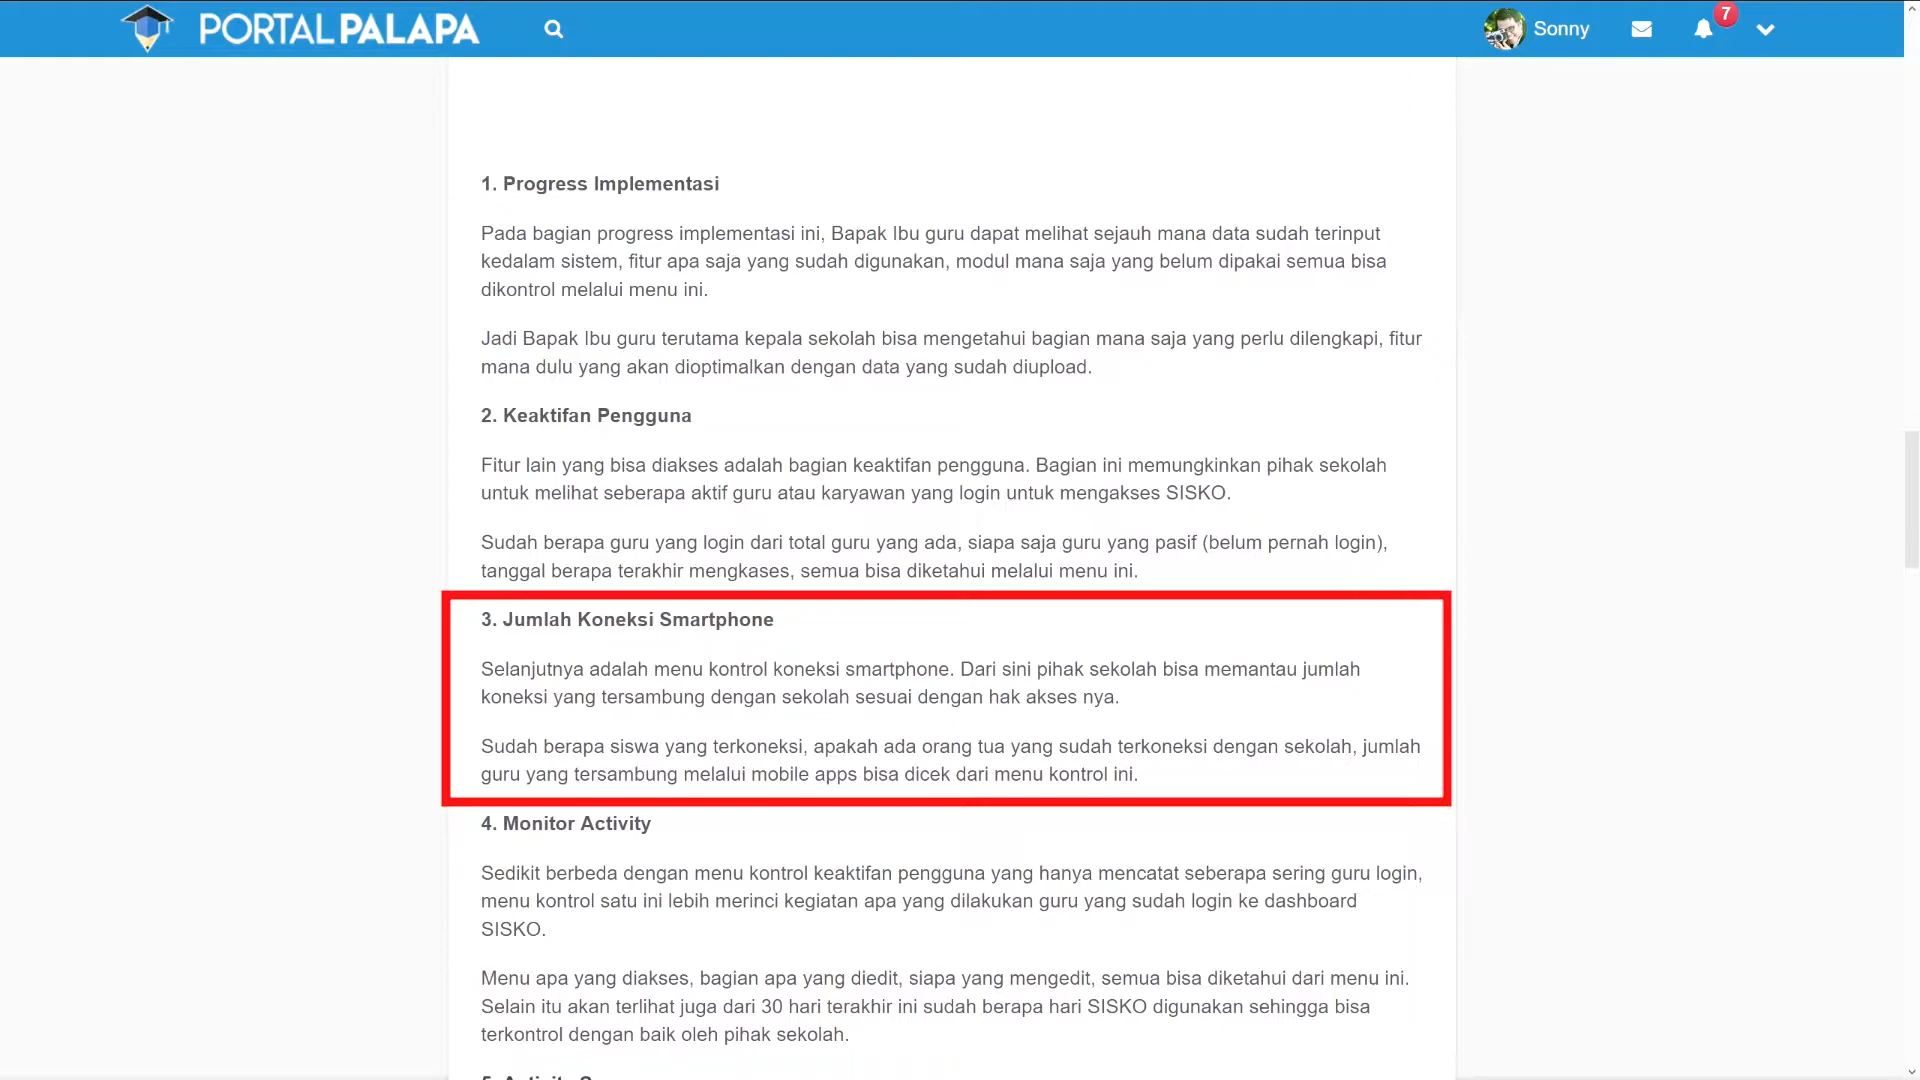 PORTALPALAPA
Sonny
7
1. Progress Implementasi
Pada bagian progress implementasi ini, Bapak Ibu guru dapat melihat sejauh mana data sudah terinput
kedalam sistem, fitur apa saja yang sudah digunakan, modul mana saja yang belum dipakai semua bisa
dikontrol melalui menu ini.
Jadi Bapak Ibu guru terutama kepala sekolah bisa mengetahui bagian mana saja yang perlu dilengkapi, fitur
mana dulu yang akan dioptimalkan dengan data yang sudah diupload.
2. Keaktifan Pengguna
Fitur lain yang bisa diakses adalah bagian keaktifan pengguna. Bagian ini memungkinkan pihak sekolah
untuk melihat seberapa aktif guru atau karyawan yang login untuk mengakses SISKO.
Sudah berapa guru yang login dari total guru yang ada, siapa saja guru yang pasif (belum pernah login),
tanggal berapa terakhir mengkases, semua bisa diketahui melalui menu ini.
3. Jumlah Koneksi Smartphone
Selanjutnya adalah menu kontrol koneksi smartphone. Dari sini pihak sekolah bisa memantau jumlah
koneksi yang tersambung dengan sekolah sesuai dengan hak akses nya.
Sudah berapa siswa yang terkoneksi, apakah ada orang tua yang sudah terkoneksi dengan sekolah, jumlah
guru yang tersambung melalui mobile apps bisa dicek dari menu kontrol ini.
4. Monitor Activity
Sedikit berbeda dengan menu kontrol keaktifan pengguna yang hanya mencatat seberapa sering guru login,
menu kontrol satu ini lebih merinci kegiatan apa yang dilakukan guru yang sudah login ke dashboard
SISKO.
Menu apa yang diakses, bagian apa yang diedit, siapa yang mengedit, semua bisa diketahui dari menu ini.
Selain itu akan terlihat juga dari 30 hari terakhir ini sudah berapa hari SISKO digunakan sehingga bisa
terkontrol dengan baik oleh pihak sekolah.